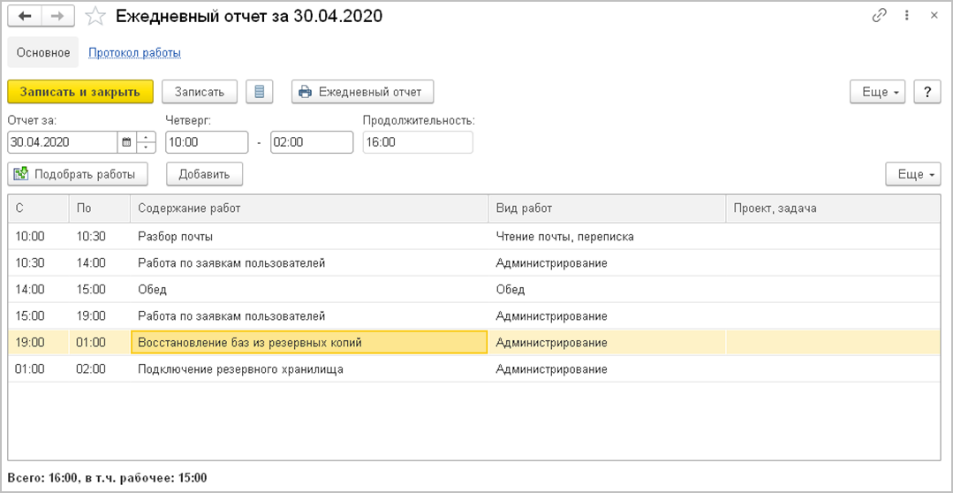 Ежедневный отчет за 30.04.2020
Основное Протокол работы
Записать и закрыть Записать Ежедневный отчет Еще ?
Отчет за: Четверг: Продолжительность:
30.04.2020 10:00 - 02:00 16:00
Подобрать работы Добавить Еще
С По Содержание работ Вид работ Проект, задача
10:00 10:30 Разбор почты Чтение почты, переписка
10:30 14:00 Работа по заявкам пользователей Администрирование
14:00 15:00 Обед Обед
15:00 19:00 Работа по заявкам пользователей Администрирование
19:00 01:00 Восстановление баз из резервных копий Администрирование
01:00 02:00 Подключение резервного хранилища Администрирование
Всего: 16:00, в т.ч. рабочее: 15:00